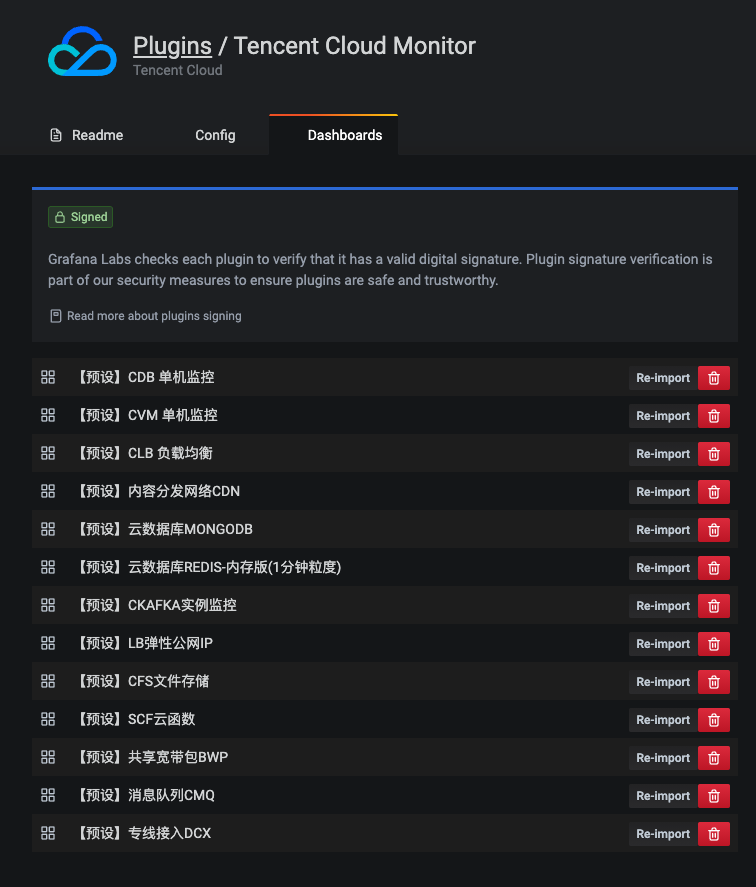 Plugins / Tencent Cloud Monitor
Tencent Cloud
Readme
Config
Dashboards
Signed
Grafana Labs checks each plugin to verify that it has a valid digital signature. Plugin signature verification is
part of our security measures to ensure plugins are safe and trustworthy.
Read more about plugins signing
【预设】CDB 单机监控 Re-import
【预设】CVM 单机监控 Re-import
【预设】CLB 负载均衡 Re-import
【预设】内容分发网络CDN Re-import
【预设】云数据库MONGODB Re-import
【预设】云数据库REDIS-内存版(1分钟粒度) Re-import
【预设】CKAFKA实例监控 Re-import
【预设】LB弹性公网IP Re-import
【预设】CFS文件存储 Re-import
【预设】SCF云函数 Re-import
【预设】共享宽带包BWP Re-import
【预设】消息队列CMQ Re-import
【预设】专线接入DCX Re-import